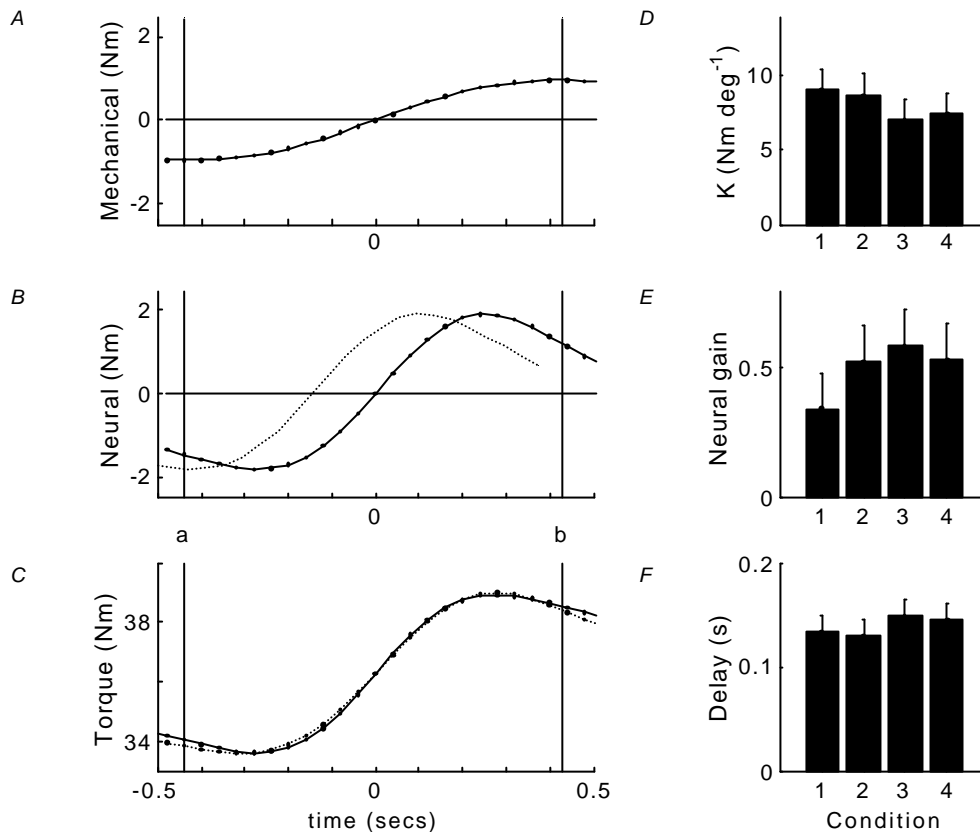 A
Mechanical (Nm)
2
0
-2
0
B
Neural (Nm)
2
0
-2
0
a
b
C
Torque (Nm)
38
34
-0.5
0
0.5
time (secs)
D
K (Nm deg⁻¹)
10
5
0
1 2 3 4
E
Neural gain
0.5
0
1 2 3 4
F
Delay (s)
0.2
0.1
0
1 2 3 4
Condition